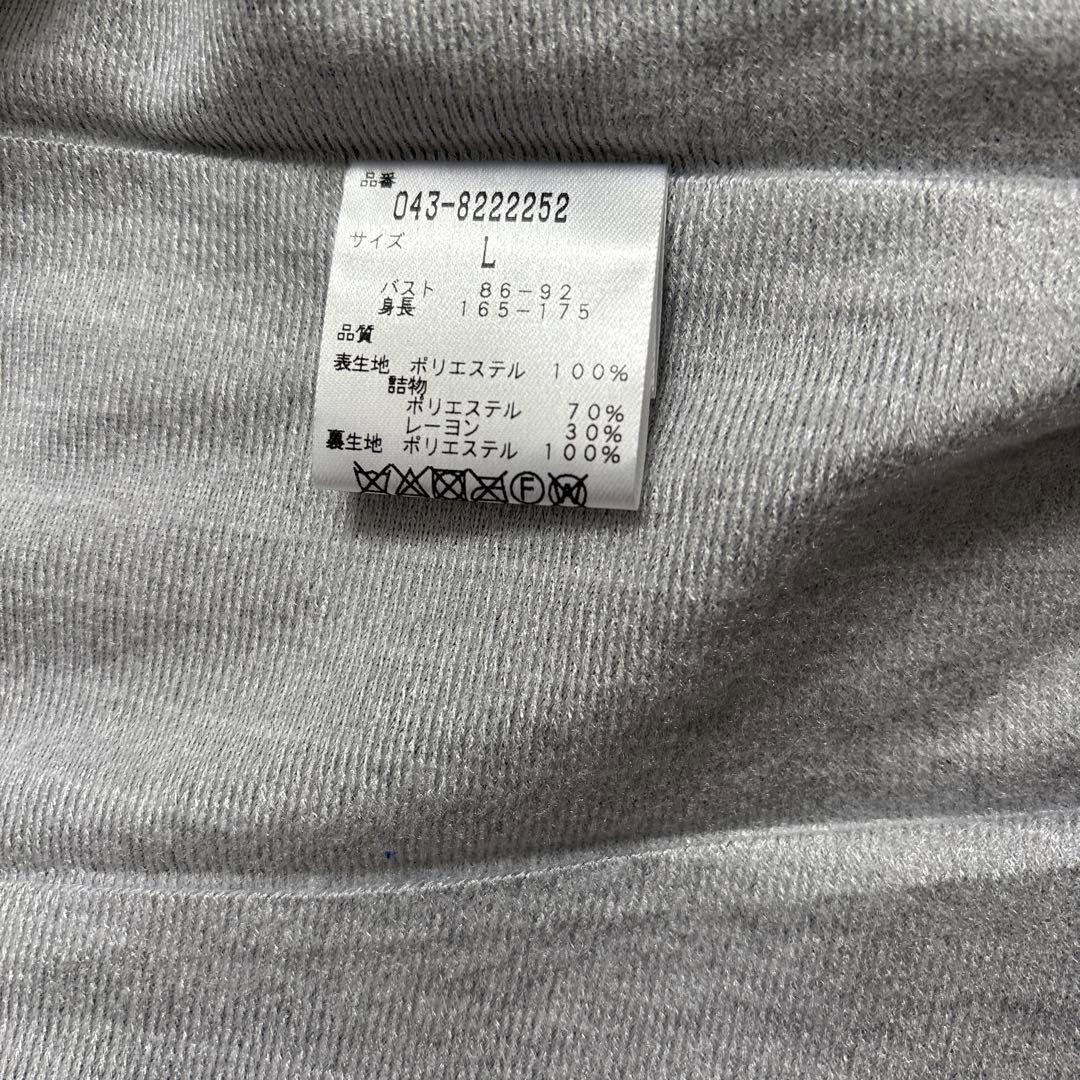 品番
043-8222252
サイズ
L
バスト 86-92
身長 165-175
品質
表生地 ポリエステル 100%
詰物
ポリエステル 70%
レーヨン 30%
裏生地 ポリエステル 100%
F W